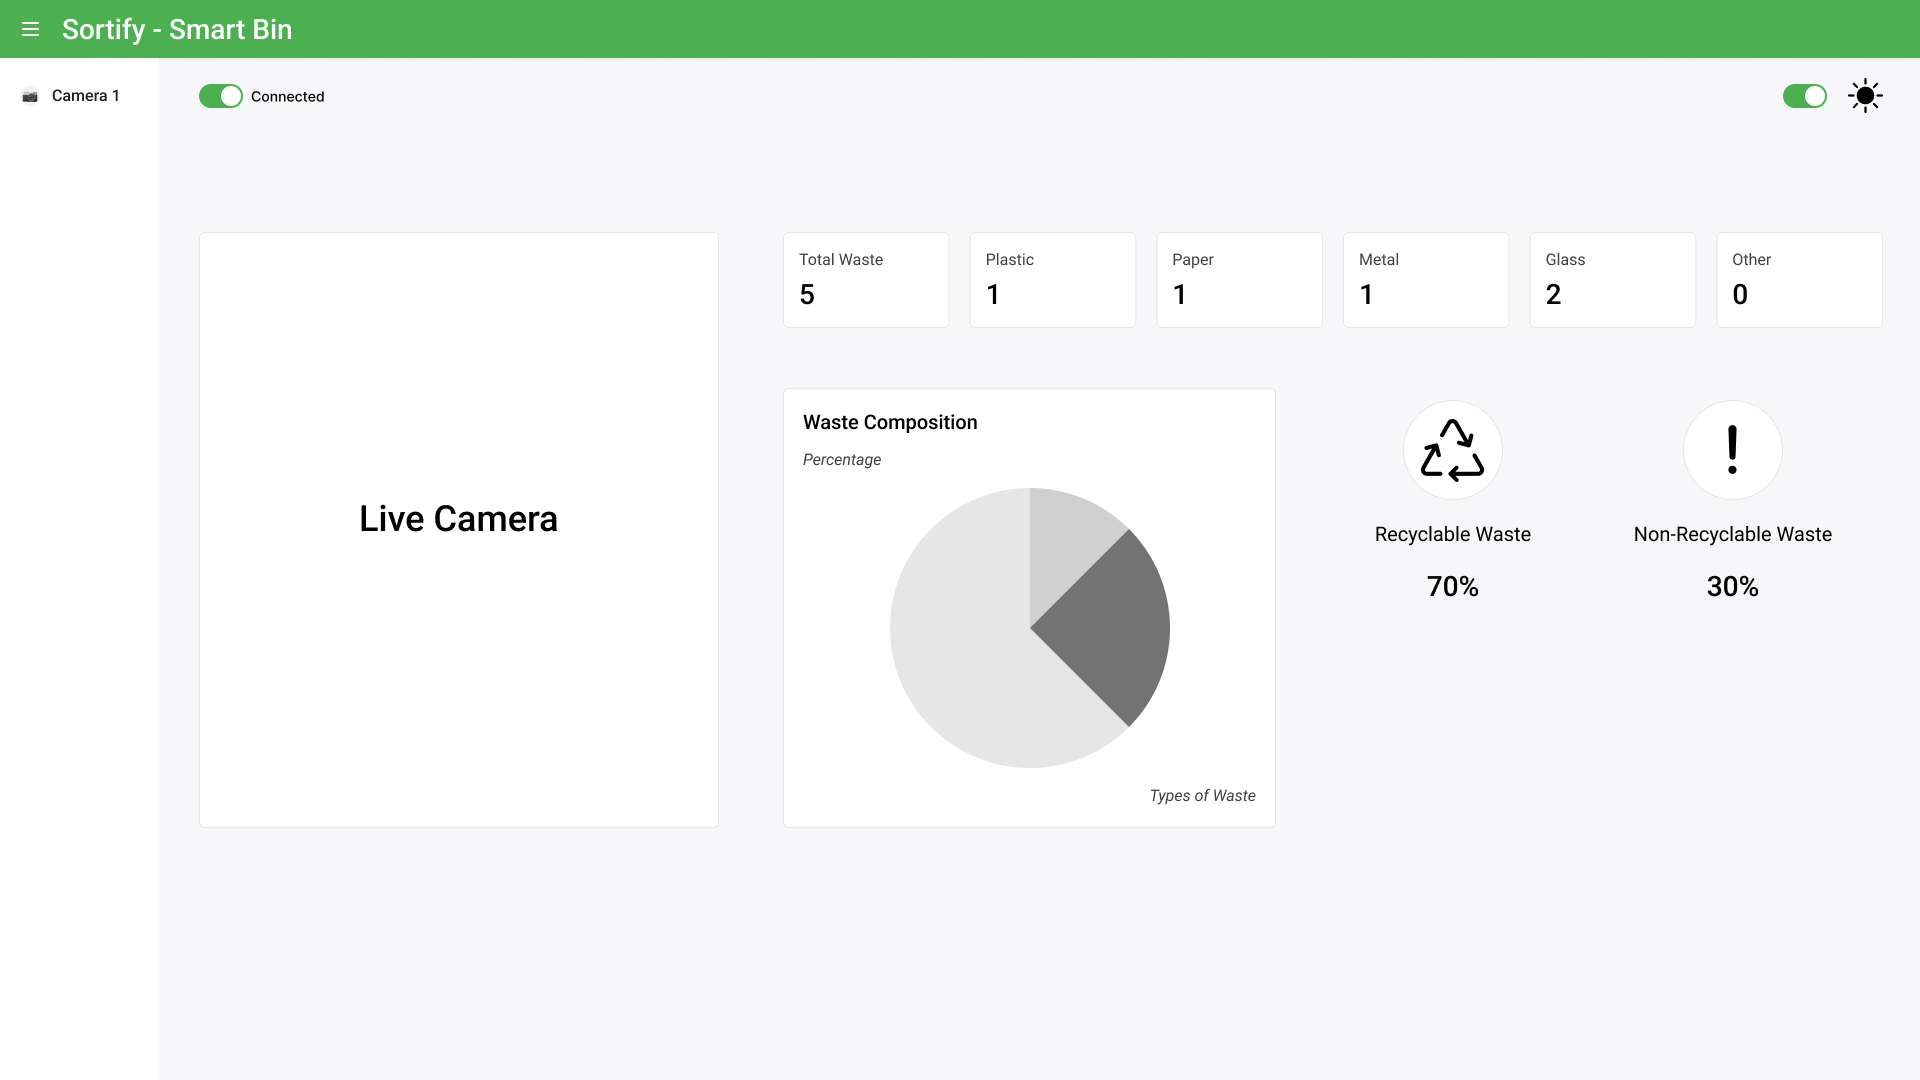 Sortify - Smart Bin
Camera 1
Connected
Live Camera
Total Waste
5
Plastic
1
Paper
1
Metal
1
Glass
2
Other
0
Waste Composition
Percentage
Types of Waste
Recyclable Waste
70%
Non-Recyclable Waste
30%